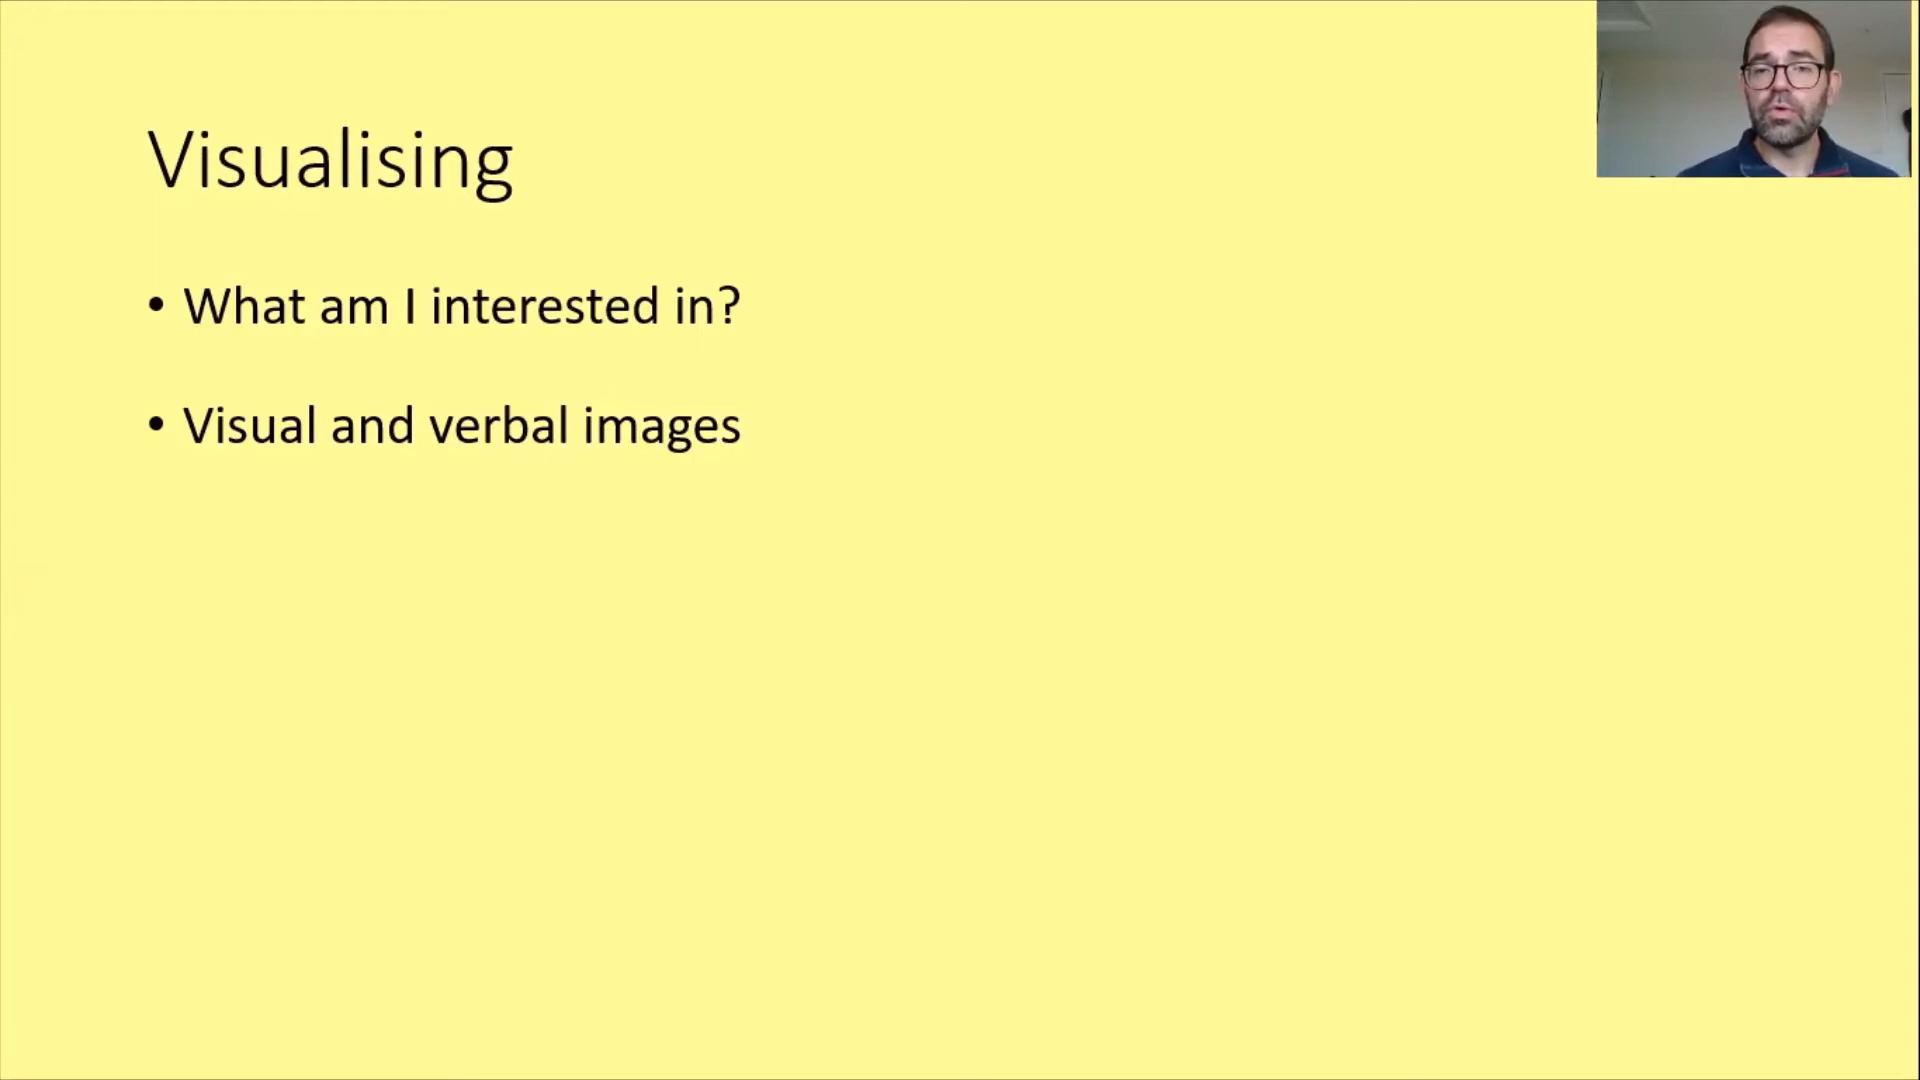 Visualising
• What am I interested in?
• Visual and verbal images